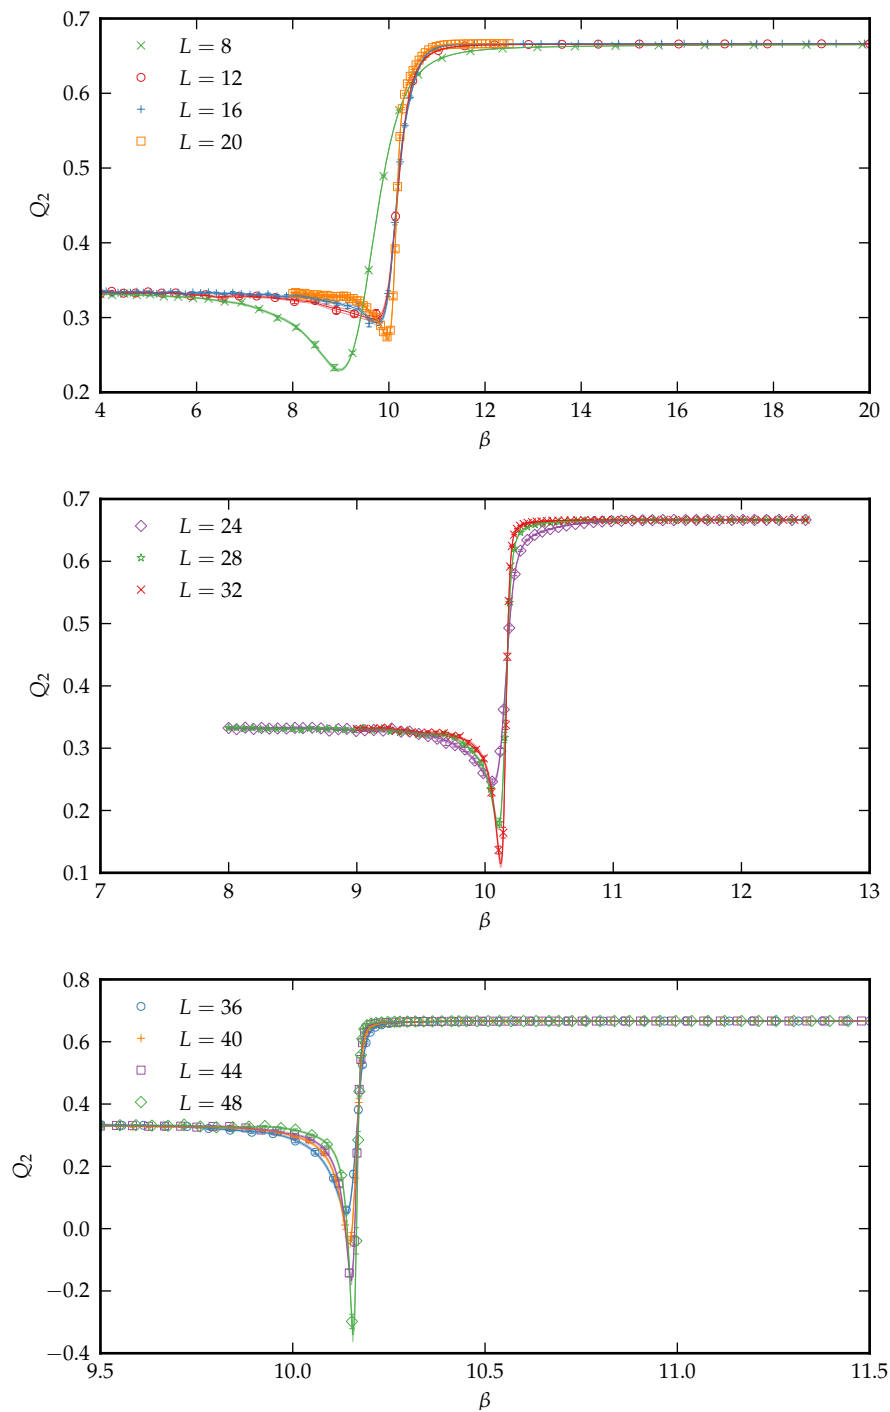 0.7
0.6
0.5
0.4
0.3
0.2
Q2
L = 8
L = 12
L = 16
L = 20
4 6 8 10 12 14 16 18 20
β
0.7
0.6
0.5
0.4
0.3
0.2
0.1
Q2
L = 24
L = 28
L = 32
7 8 9 10 11 12 13
β
0.8
0.6
0.4
0.2
0.0
−0.2
−0.4
Q2
L = 36
L = 40
L = 44
L = 48
9.5 10.0 10.5 11.0 11.5
β